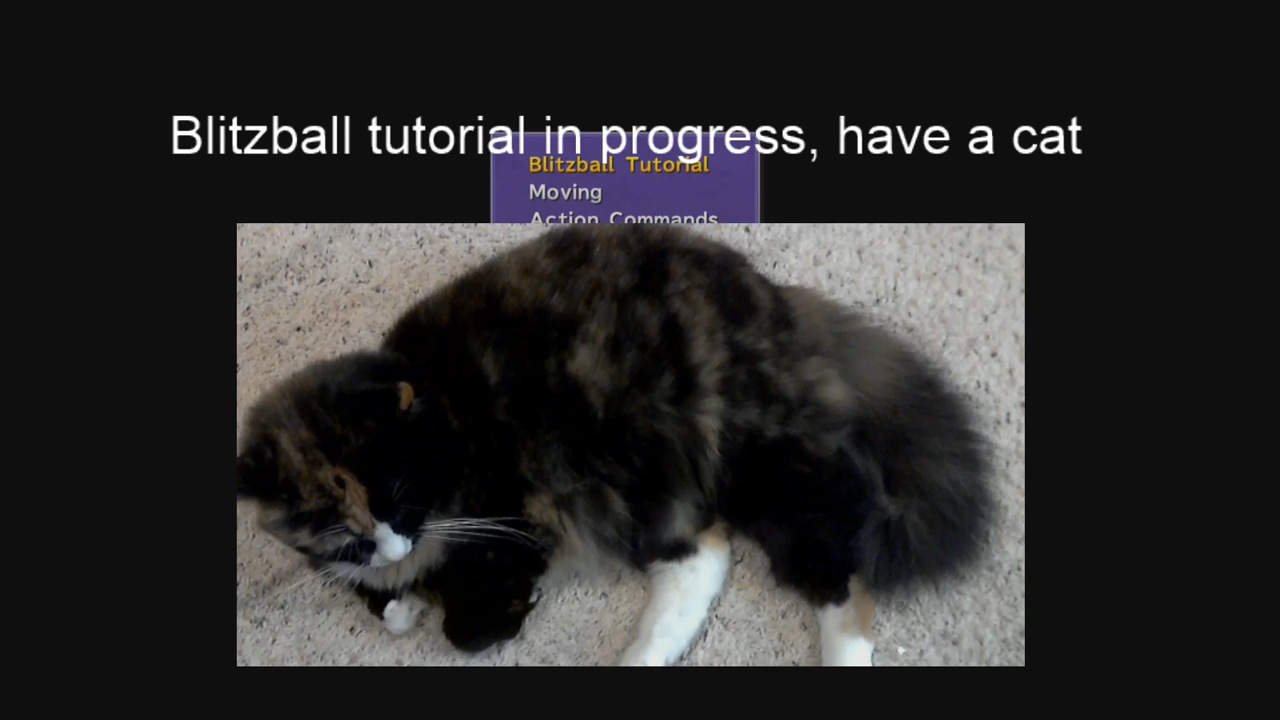 Blitzball tutorial in progress, have a cat
Blitzball Tutorial
Moving
Action Commands